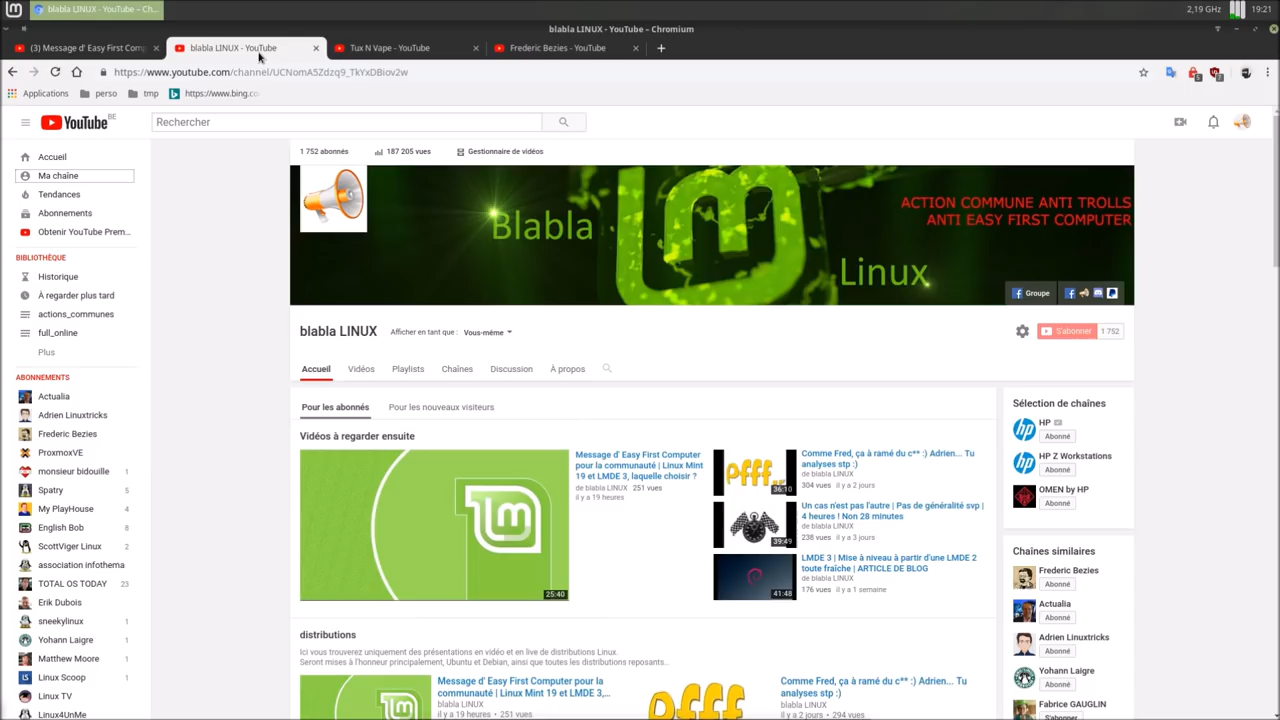 blabla LINUX - YouTube – Ch...
2,19 GHz
19:21
blabla LINUX - YouTube – Chromium
(3) Message d' Easy First Comp
blabla LINUX - YouTube
Tux N Vape - YouTube
Frederic Bezies - YouTube
https://www.youtube.com/channel/UCNomA5Zdzq9_TkYxDBiov2w
Applications
perso
tmp
https://www.bing.co
YouTube BE
Rechercher
Accueil
Ma chaîne
Tendances
Abonnements
Obtenir YouTube Prem...
BIBLIOTHÈQUE
Historique
À regarder plus tard
actions_communes
full_online
Plus
ABONNEMENTS
Actualia
Adrien Linuxtricks
Frederic Bezies
ProxmoxVE
monsieur bidouille 1
Spatry 5
My PlayHouse 4
English Bob 8
ScottViger Linux 2
association infothema
TOTAL OS TODAY 23
Erik Dubois
sneekylinux 1
Yohann Laigre 1
Matthew Moore 1
Linux Scoop 1
Linux TV
Linux4UnMe
1 752 abonnés
187 205 vues
Gestionnaire de vidéos
Blabla
Linux
ACTION COMMUNE ANTI TROLLS
ANTI EASY FIRST COMPUTER
Groupe
blabla LINUX
Afficher en tant que : Vous-même
S'abonner 1 752
Accueil
Vidéos
Playlists
Chaînes
Discussion
À propos
Pour les abonnés
Pour les nouveaux visiteurs
Vidéos à regarder ensuite
25:40
Message d' Easy First Computer
pour la communauté | Linux Mint
19 et LMDE 3, laquelle choisir ?
de blabla LINUX 251 vues
il y a 19 heures
pfff...
36:10
Comme Fred, ça à ramé du c** :) Adrien... Tu
analyses stp :)
de blabla LINUX
304 vues il y a 2 jours
39:49
Un cas n'est pas l'autre | Pas de généralité svp |
4 heures ! Non 28 minutes
de blabla LINUX
238 vues il y a 3 jours
41:48
LMDE 3 | Mise à niveau à partir d'une LMDE 2
toute fraîche | ARTICLE DE BLOG
de blabla LINUX
176 vues il y a 1 semaine
distributions
Ici vous trouverez uniquement des présentations en vidéo et en live de distributions Linux.
Seront mises à l'honneur principalement, Ubuntu et Debian, ainsi que toutes les distributions reposants...
Message d' Easy First Computer pour la
communauté | Linux Mint 19 et LMDE 3,...
blabla LINUX
il y a 19 heures • 251 vues
pfff
Comme Fred, ça à ramé du c** :) Adrien... Tu
analyses stp :)
blabla LINUX
il y a 2 jours • 294 vues
Sélection de chaînes
HP
Abonné
HP Z Workstations
Abonné
OMEN by HP
Abonné
Chaînes similaires
Frederic Bezies
Abonné
Actualia
Abonné
Adrien Linuxtricks
Abonné
Yohann Laigre
Abonné
Fabrice GAUGLIN
S'abonner